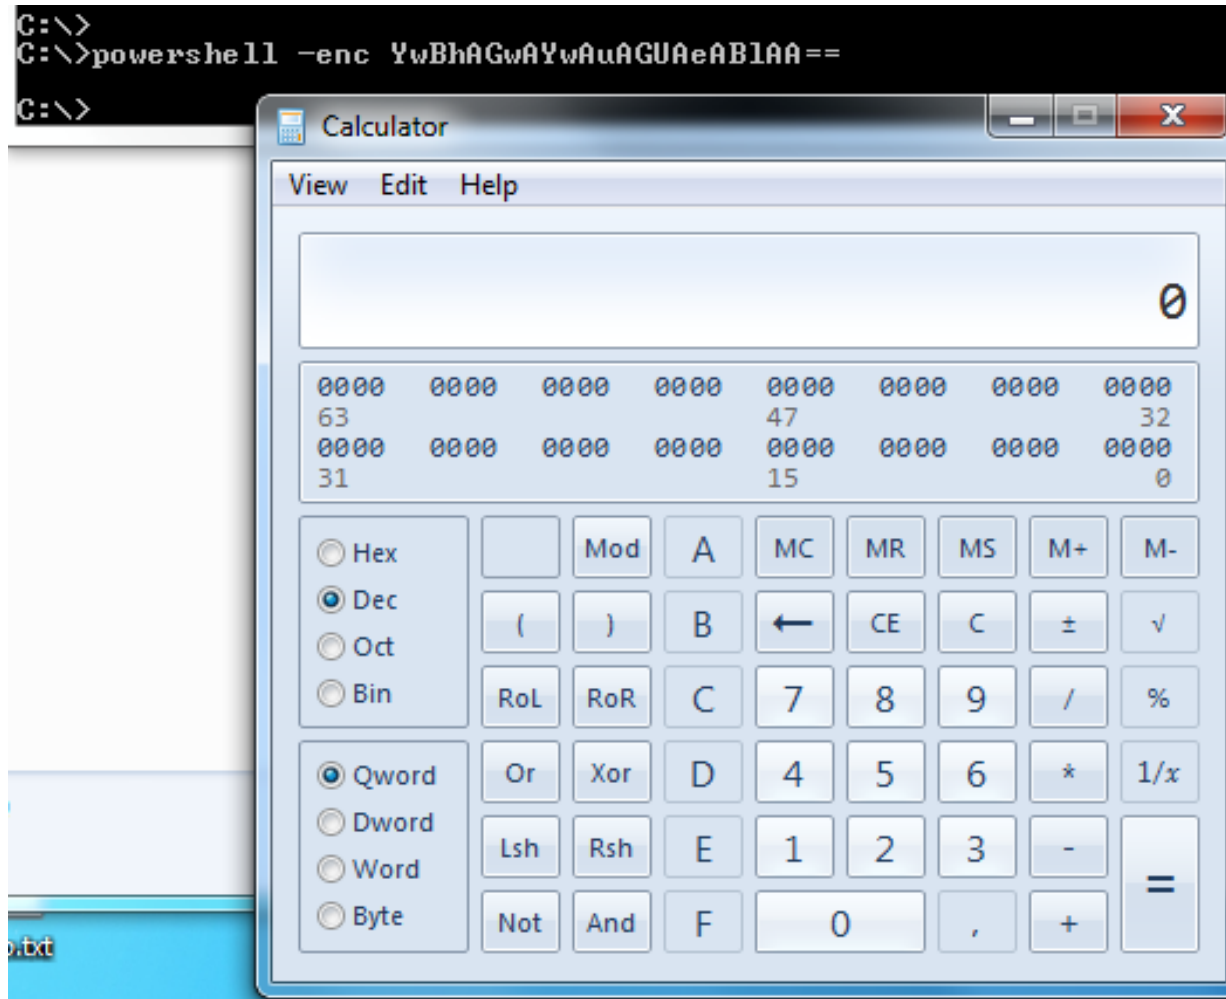 C:\>
C:\>powershell -enc YwBhAGwAYwAuAGUAeABlAA==
C:\>
Calculator
View Edit Help
0
0000 0000 0000 0000 0000 0000 0000 0000
63 47 32
0000 0000 0000 0000 0000 0000 0000 0000
31 15 0
Hex Mod A MC MR MS M+ M-
Dec ( ) B ← CE C ± √
Oct
Bin RoL RoR C 7 8 9 / %
Qword Or Xor D 4 5 6 * 1/x
Dword
Word Lsh Rsh E 1 2 3 - =
Byte Not And F 0 , +
.txt